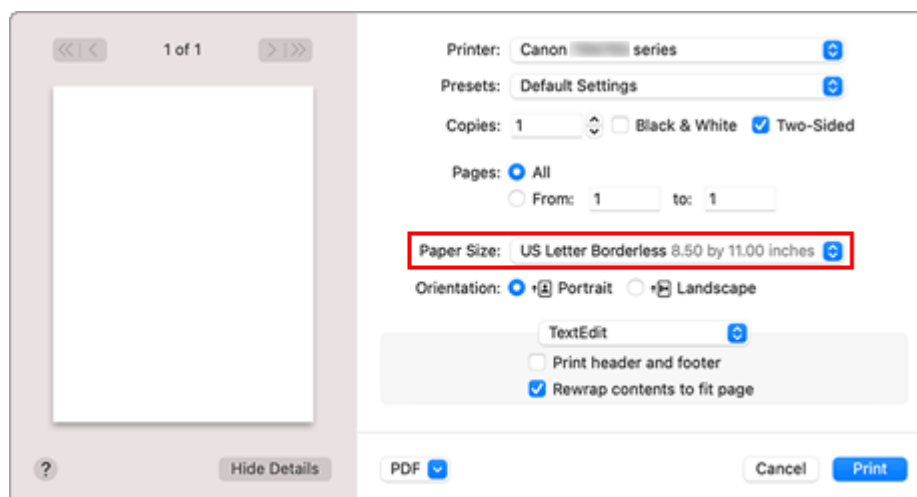 1 of 1
Printer: Canon series
Presets: Default Settings
Copies: 1 Black & White Two-Sided
Pages: All
From: 1 to: 1
Paper Size: US Letter Borderless 8.50 by 11.00 inches
Orientation: Portrait Landscape
TextEdit
Print header and footer
Rewrap contents to fit page
? Hide Details PDF Cancel Print